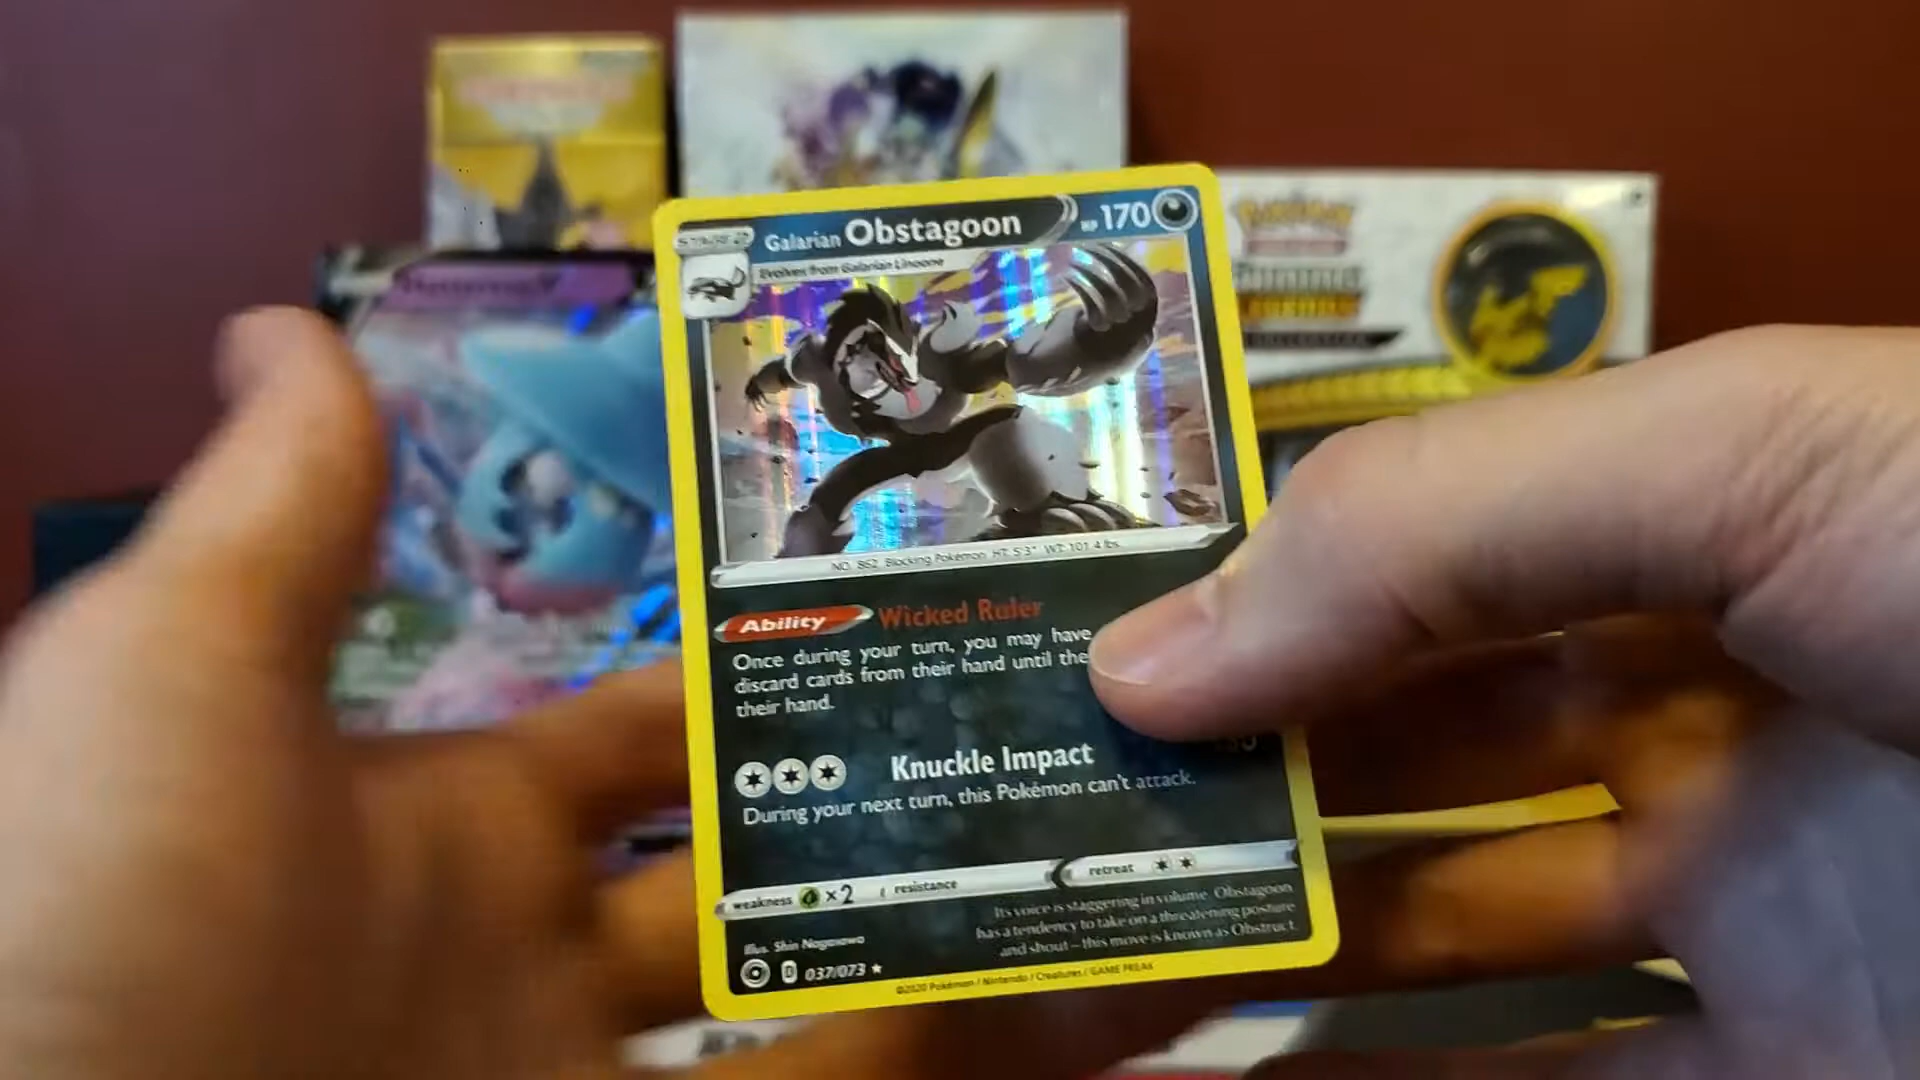 STAGE 2
Galarian Obstagoon HP 170
Evolves from Galarian Linoone
NO. 862 Blocking Pokémon HT: 5'3" WT: 101.4 lbs.
Ability Wicked Ruler
Once during your turn, you may have
discard cards from their hand until the
their hand.
Knuckle Impact
During your next turn, this Pokémon can't attack.
weakness ×2 resistance retreat
Its voice is staggering in volume. Obstagoon
has a tendency to take on a threatening posture
and shout—this move is known as Obstruct.
Illus. Shin Nagasawa
D 037/073
©2020 Pokémon / Nintendo / Creatures / GAME FREAK